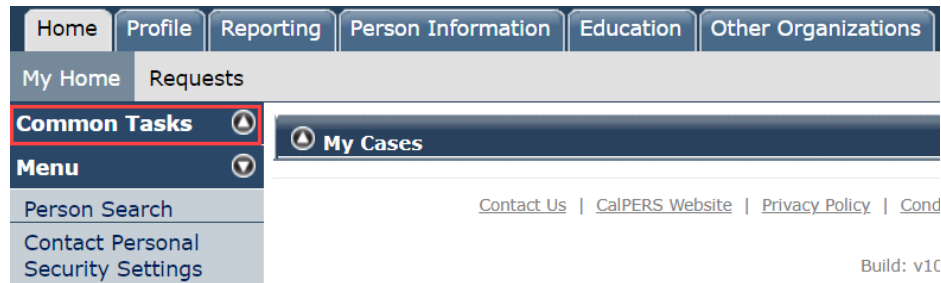 Home Profile Reporting Person Information Education Other Organizations
My Home Requests
Common Tasks
My Cases
Menu
Person Search
Contact Us | CalPERS Website | Privacy Policy |
Contact Personal
Security Settings
Build: